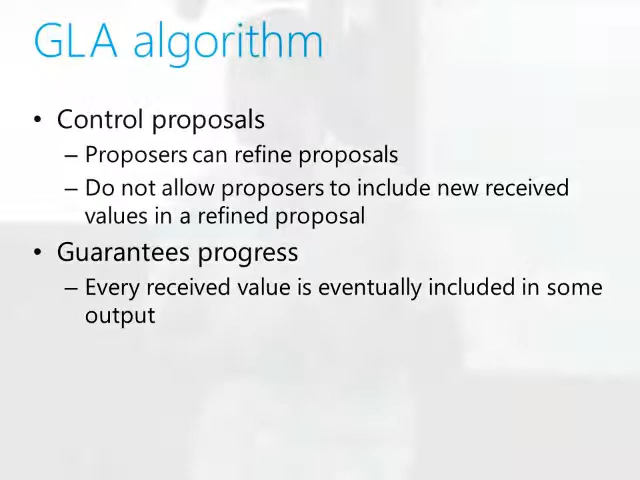 GLA algorithm
• Control proposals
– Proposers can refine proposals
– Do not allow proposers to include new received
values in a refined proposal
• Guarantees progress
– Every received value is eventually included in some
output